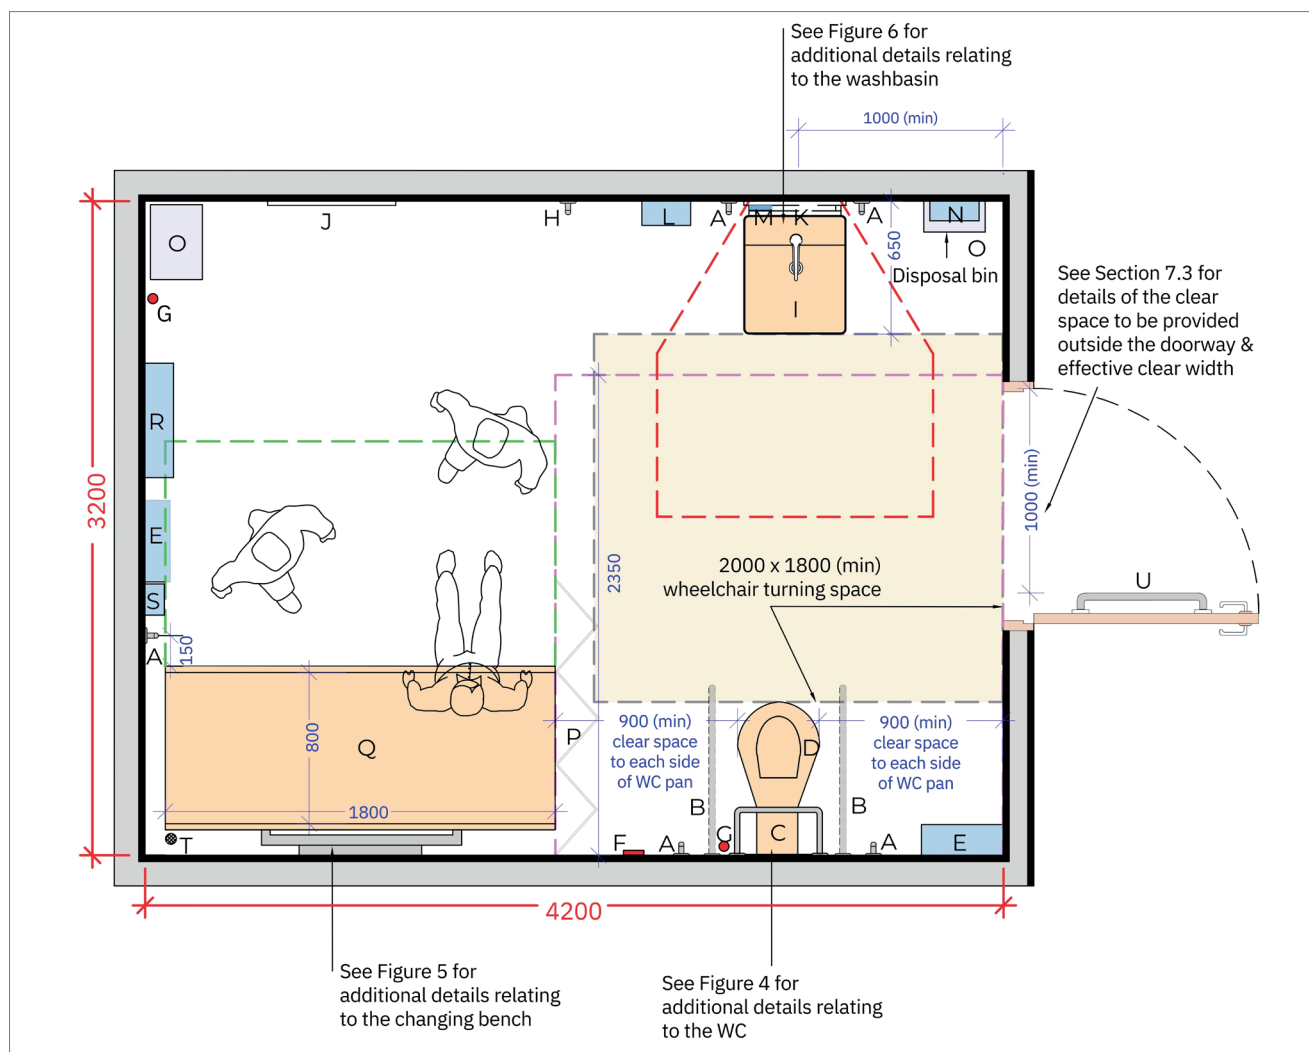 See Figure 6 for
additional details relating
to the washbasin
1000 (min)
J
H
L
A
M
K
A
N
O
O
650
Disposal bin
G
I
See Section 7.3 for
details of the clear
space to be provided
outside the doorway &
effective clear width
R
3200
E
1000 (min)
2350
2000 x 1800 (min)
wheelchair turning space
U
S
A
150
900 (min)
clear space
to each side
of WC pan
900 (min)
clear space
to each side
of WC pan
800
Q
P
D
B
B
1800
T
F
A
G
C
A
E
4200
See Figure 5 for
additional details relating
to the changing bench
See Figure 4 for
additional details relating
to the WC